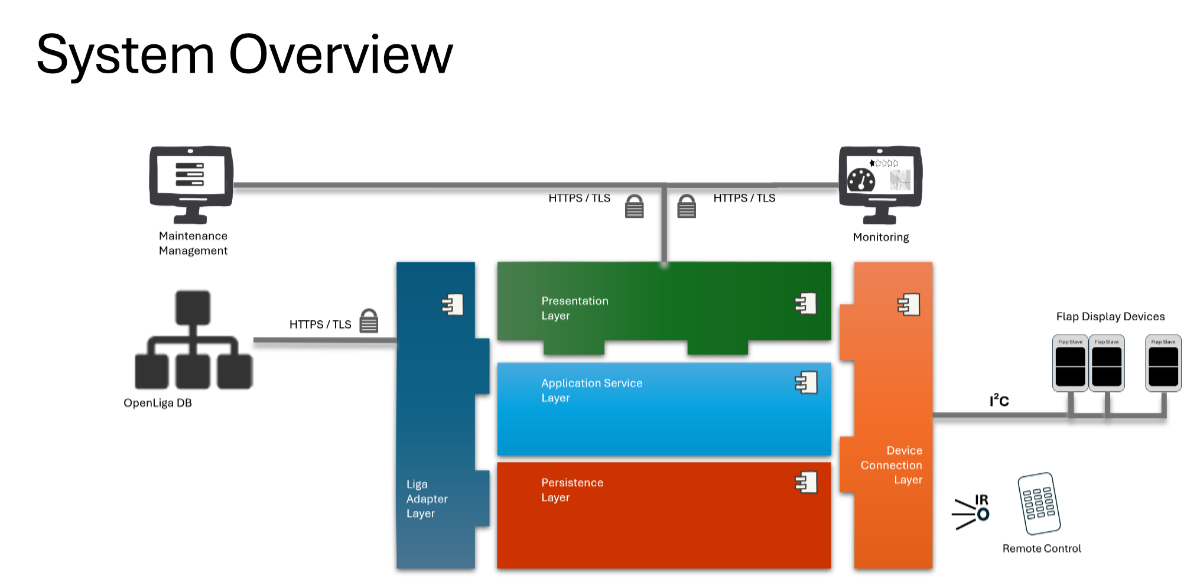 System Overview
HTTPS / TLS
HTTPS / TLS
Maintenance
Management
Monitoring
Presentation
Layer
HTTPS / TLS
Flap Display Devices
Flap Slave
Flap Slave
Flap Slave
Application Service
Layer
OpenLiga DB
I²C
Device
Connection
Layer
Liga
Adapter
Layer
Persistence
Layer
IR
Remote Control